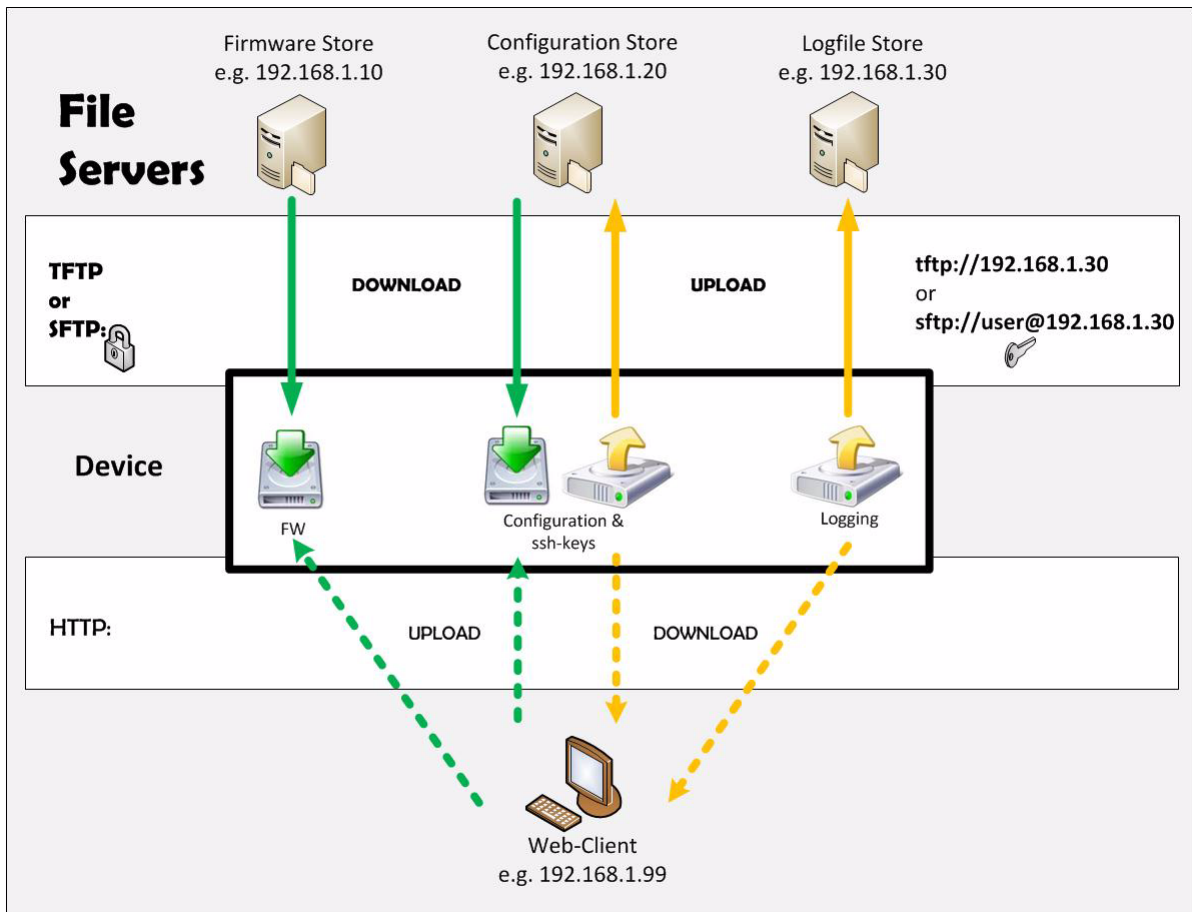 Firmware Store
e.g. 192.168.1.10
Configuration Store
e.g. 192.168.1.20
Logfile Store
e.g. 192.168.1.30
File
Servers
TFTP
or
SFTP:
DOWNLOAD
UPLOAD
tftp://192.168.1.30
or
sftp://user@192.168.1.30
Device
FW
Configuration &
ssh-keys
Logging
HTTP:
UPLOAD
DOWNLOAD
Web-Client
e.g. 192.168.1.99